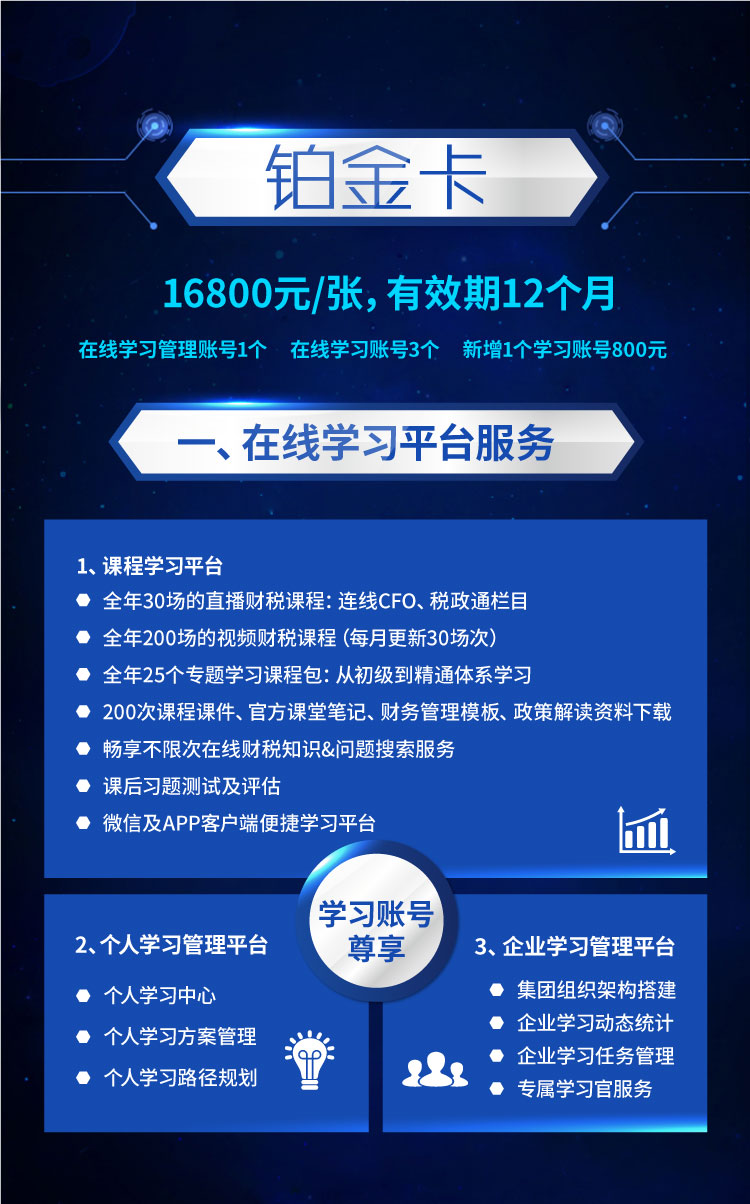 铂金卡
16800元/张，有效期12个月
在线学习管理账号1个 在线学习账号3个 新增1个学习账号800元
一、在线学习平台服务
1、课程学习平台
全年30场的直播财税课程：连线CFO、税政通栏目
全年200场的视频财税课程（每月更新30场次）
全年25个专题学习课程包：从初级到精通体系学习
200次课程课件、官方课堂笔记、财务管理模板、政策解读资料下载
畅享不限次在线财税知识&问题搜索服务
课后习题测试及评估
微信及APP客户端便捷学习平台
学习账号
尊享
2、个人学习管理平台
个人学习中心
个人学习方案管理
个人学习路径规划
3、企业学习管理平台
集团组织架构搭建
企业学习动态统计
企业学习任务管理
专属学习官服务